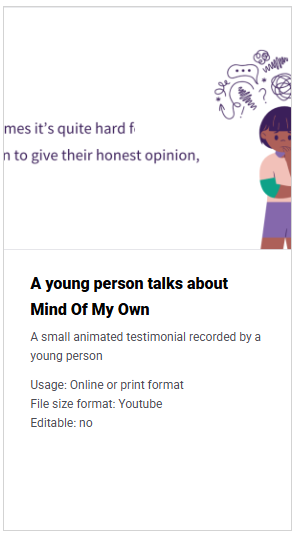 mes it’s quite hard f
n to give their honest opinion,
A young person talks about
Mind Of My Own
A small animated testimonial recorded by a
young person
Usage: Online or print format
File size format: Youtube
Editable: no